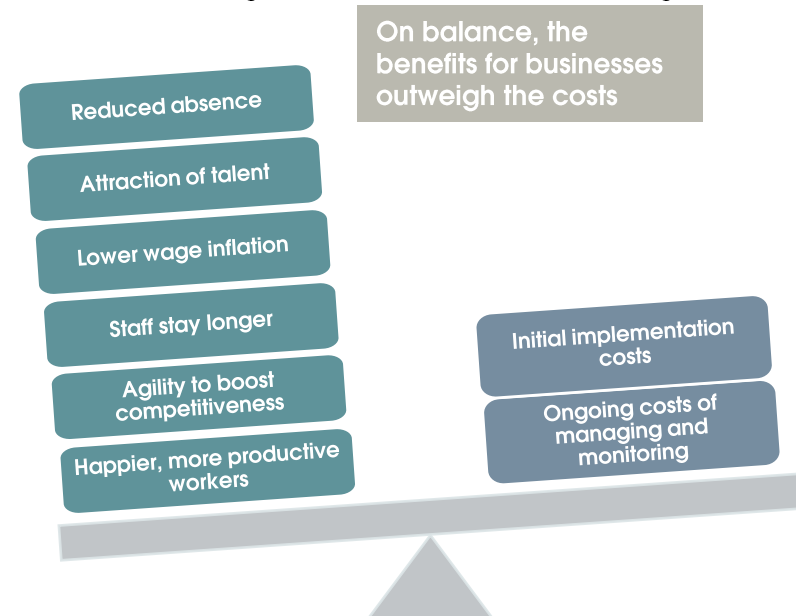 On balance, the
benefits for businesses
outweigh the costs
Reduced absence
Attraction of talent
Lower wage inflation
Staff stay longer
Agility to boost
competitiveness
Happier, more productive
workers
Initial implementation
costs
Ongoing costs of
managing and
monitoring